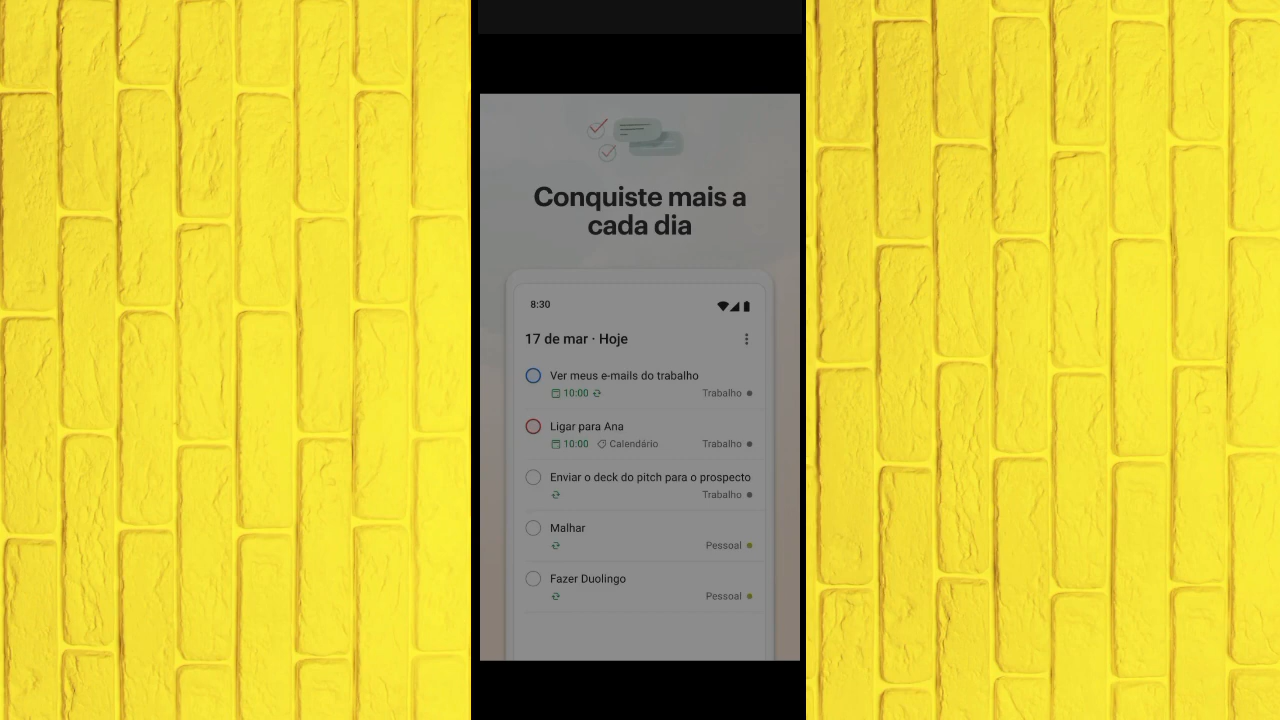 Conquiste mais a
cada dia
8:30
17 de mar · Hoje
Ver meus e-mails do trabalho
10:00 Trabalho
Ligar para Ana
10:00 Calendário Trabalho
Enviar o deck do pitch para o prospecto
Trabalho
Malhar
Pessoal
Fazer Duolingo
Pessoal